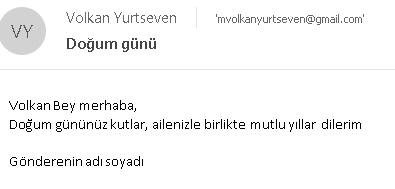 VY
Volkan Yurtseven
'mvolkanyurtseven@gmail.com'
Doğum günü
Volkan Bey merhaba,
Doğum gününüz kutlar, ailenizle birlikte mutlu yıllar dilerim
Gönderenin adı soyadı